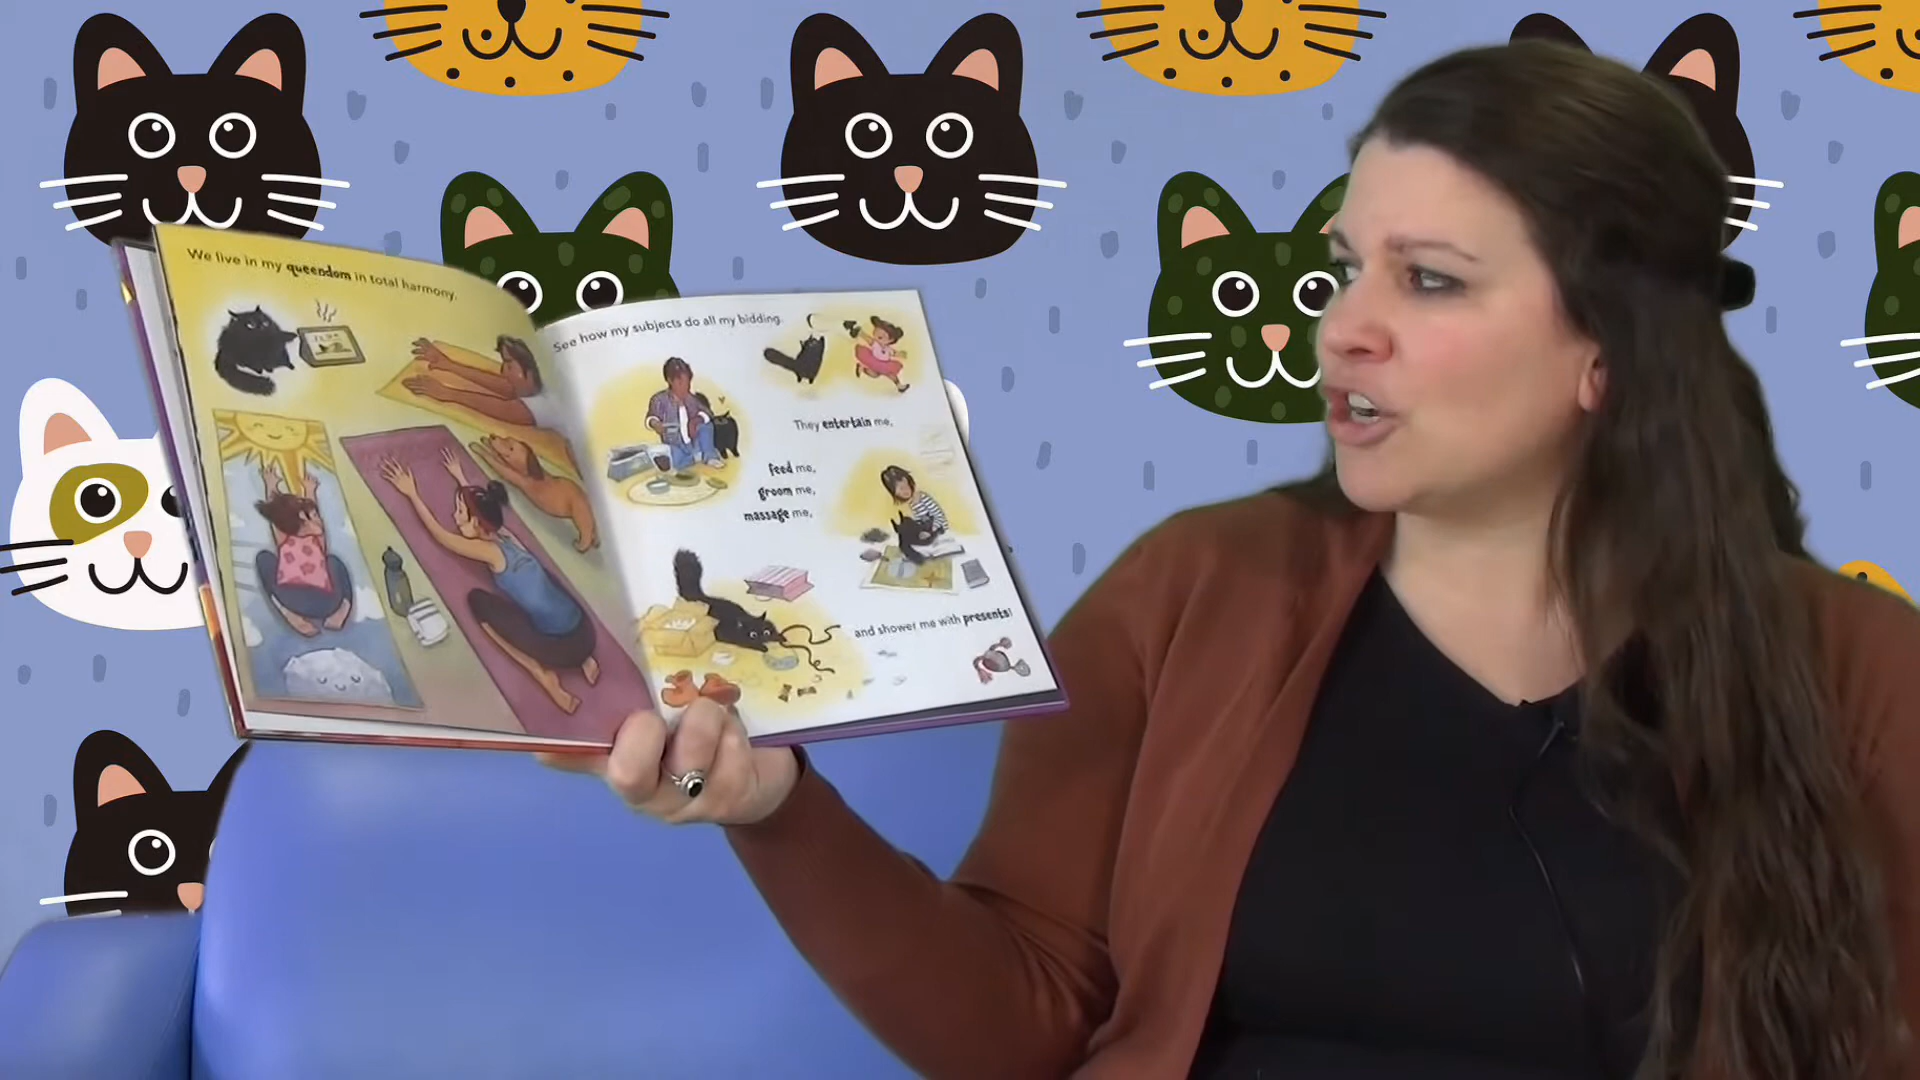 We live in my queendom in total harmony.
See how my subjects do all my bidding.
They entertain me,
feed me,
groom me,
massage me,
and shower me with presents!